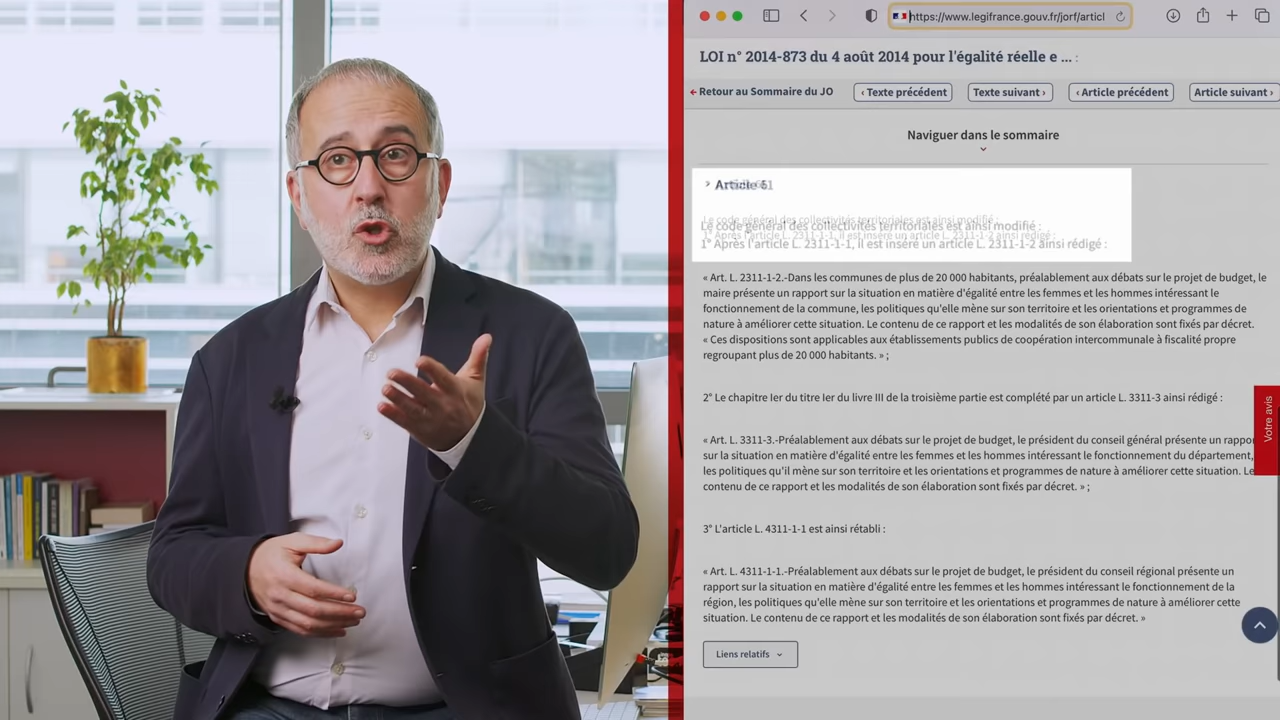 https://www.legifrance.gouv.fr/jorf/articl
LOI n° 2014-873 du 4 août 2014 pour l'égalité réelle e ... :
Retour au Sommaire du JO
‹ Texte précédent
Texte suivant ›
‹ Article précédent
Article suivant ›
Naviguer dans le sommaire
Article 61
Le code général des collectivités territoriales est ainsi modifié :
1° Après l'article L. 2311-1-1, il est inséré un article L. 2311-1-2 ainsi rédigé :
« Art. L. 2311-1-2.-Dans les communes de plus de 20 000 habitants, préalablement aux débats sur le projet de budget, le
maire présente un rapport sur la situation en matière d'égalité entre les femmes et les hommes intéressant le
fonctionnement de la commune, les politiques qu'elle mène sur son territoire et les orientations et programmes de
nature à améliorer cette situation. Le contenu de ce rapport et les modalités de son élaboration sont fixés par décret.
« Ces dispositions sont applicables aux établissements publics de coopération intercommunale à fiscalité propre
regroupant plus de 20 000 habitants. » ;
2° Le chapitre Ier du titre Ier du livre III de la troisième partie est complété par un article L. 3311-3 ainsi rédigé :
« Art. L. 3311-3.-Préalablement aux débats sur le projet de budget, le président du conseil général présente un rappor
sur la situation en matière d'égalité entre les femmes et les hommes intéressant le fonctionnement du département,
les politiques qu'il mène sur son territoire et les orientations et programmes de nature à améliorer cette situation. Le
contenu de ce rapport et les modalités de son élaboration sont fixés par décret. » ;
3° L'article L. 4311-1-1 est ainsi rétabli :
« Art. L. 4311-1-1.-Préalablement aux débats sur le projet de budget, le président du conseil régional présente un
rapport sur la situation en matière d'égalité entre les femmes et les hommes intéressant le fonctionnement de la
région, les politiques qu'elle mène sur son territoire et les orientations et programmes de nature à améliorer cette
situation. Le contenu de ce rapport et les modalités de son élaboration sont fixés par décret. »
Liens relatifs
Votre avis